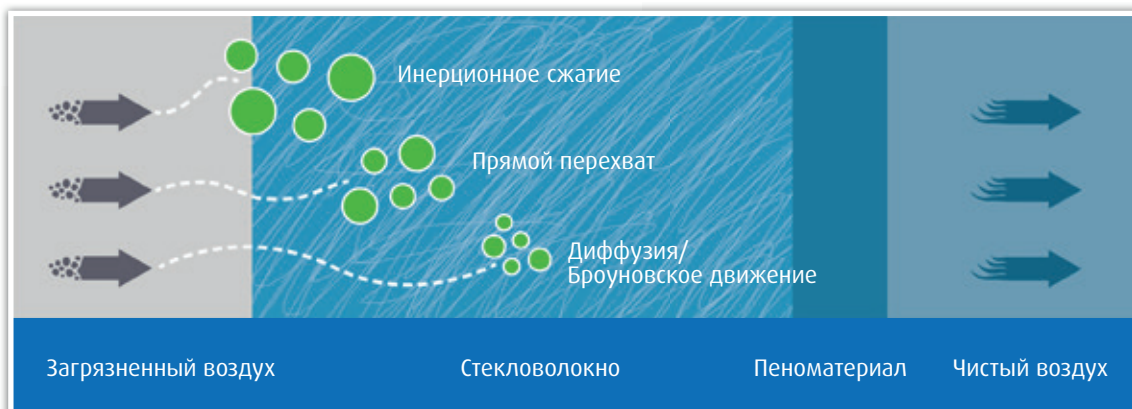 Инерционное сжатие
Прямой перехват
Диффузия/
Броуновское движение
Загрязненный воздух
Стекловолокно
Пеноматериал
Чистый воздух